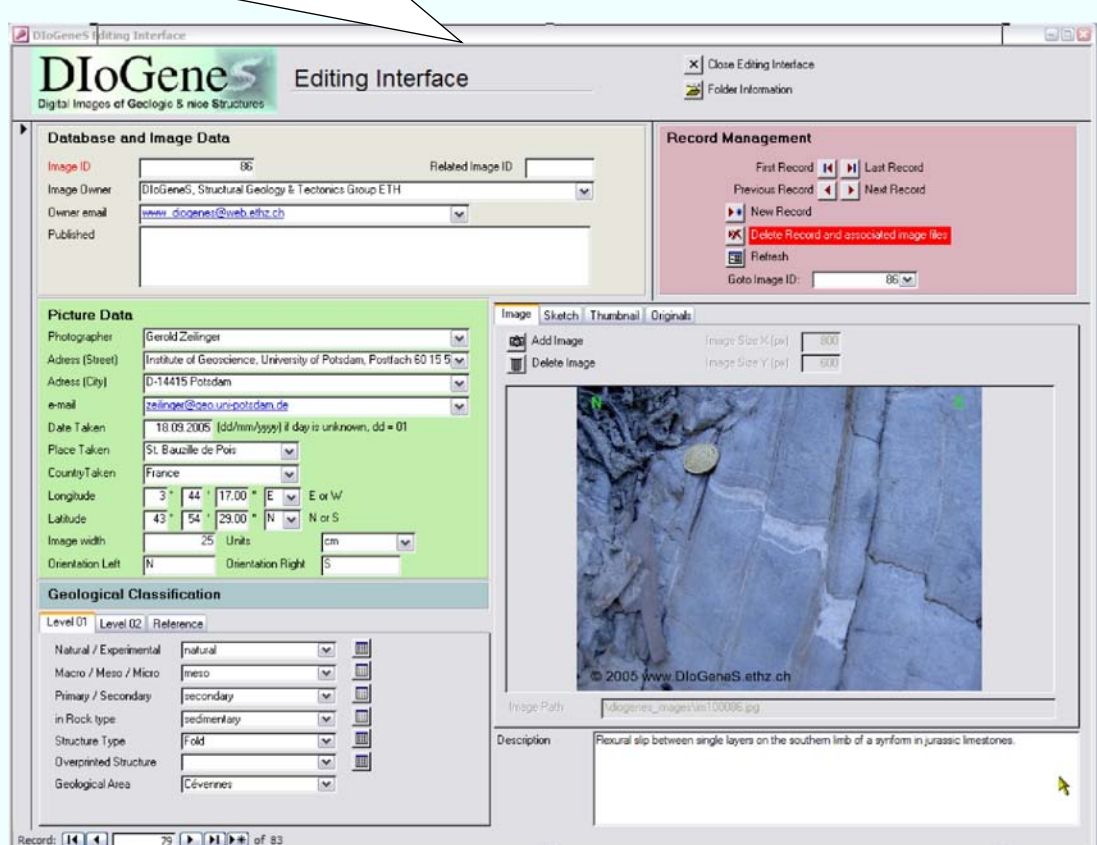 DIoGeneS Editing Interface
DIoGeneS
Digital Images of Geologic & nice Structures
Editing Interface
Close Editing Interface
Folder Information
Database and Image Data
Image ID 86 Related Image ID
Image Owner DIoGeneS, Structural Geology & Tectonics Group ETH
Owner email www_diogenes@web.ethz.ch
Published
Record Management
First Record Last Record
Previous Record Next Record
New Record
Delete Record and associated image files
Refresh
Goto Image ID: 86
Picture Data
Photographer Gerold Zeilinger
Adress (Street) Institute of Geoscience, University of Potsdam, Postfach 60 15 5
Adress (City) D-14415 Potsdam
e-mail zeilinger@geo.uni-potsdam.de
Date Taken 18.09.2005 (dd/mm/yyyy) if day is unknown, dd = 01
Place Taken St. Bauzille de Pois
CountryTaken France
Longitude 3 ° 44 ' 17.00 " E E or W
Latitude 43 ° 54 ' 29.00 " N N or S
Image width 25 Units cm
Orientation Left N Orientation Right S
Geological Classification
Level 01 Level 02 Reference
Natural / Experimental natural
Macro / Meso / Micro meso
Primary / Secondary secondary
in Rock type sedimentary
Structure Type Fold
Overprinted Structure
Geological Area Cévennes
Image Sketch Thumbnail Originals
Add Image Image Size X (px) 800
Delete Image Image Size Y (px) 600
N S
© 2005 www.DIoGeneS.ethz.ch
Image Path
Description Flexural slip between single layers on the southern limb of a synform in jurassic limestones.
Record: 79 of 83